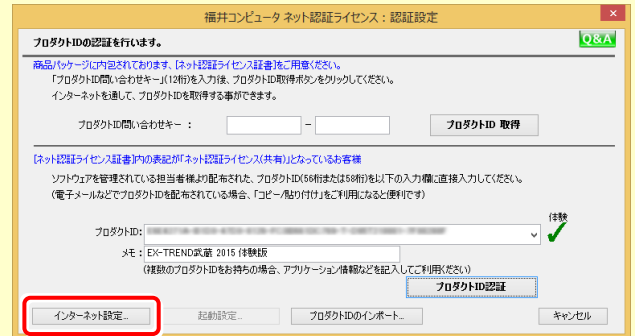 福井コンピュータ ネット認証ライセンス：認証設定
×
プロダクトIDの認証を行います。
Q&A
商品パッケージに内包されております、[ネット認証ライセンス証書]をご用意ください。
「プロダクトID問い合わせキー」(12桁)を入力後、プロダクトID取得ボタンをクリックしてください。
インターネットを通して、プロダクトIDを取得する事ができます。
プロダクトID問い合わせキー：
－
プロダクトID 取得
[ネット認証ライセンス証書]内の表記が「ネット認証ライセンス(共有)」となっているお客様
ソフトウェアを管理されている担当者様より配布された、プロダクトID(56桁または58桁)を以下の入力欄に直接入力してください。
(電子メールなどでプロダクトIDを配布されている場合、「コピー/貼り付け」をご利用になると便利です)
体験
プロダクトID:
メモ：
EX-TREND武蔵 2015 体験版
(複数のプロダクトIDをお持ちの場合、アプリケーション情報などを記入してご利用ください)
プロダクトID認証
インターネット設定...
起動設定...
プロダクトIDのインポート...
キャンセル